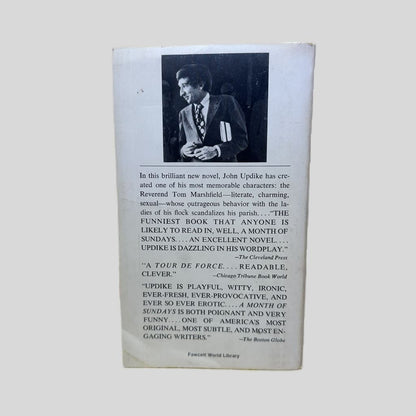 In this brilliant new novel, John Updike has cre-
ated one of his most memorable characters: the
Reverend Tom Marshfield—literate, charming,
sexual—whose outrageous behavior with the la-
dies of his flock scandalizes his parish. . . . "THE
FUNNIEST BOOK THAT ANYONE IS
LIKELY TO READ IN, WELL, A MONTH OF
SUNDAYS. . . . AN EXCELLENT NOVEL. . . .
UPDIKE IS DAZZLING IN HIS WORDPLAY."
—The Cleveland Press
"A TOUR DE FORCE. . . . READABLE,
CLEVER."
—Chicago Tribune Book World
"UPDIKE IS PLAYFUL, WITTY, IRONIC,
EVER-FRESH, EVER-PROVOCATIVE, AND
EVER SO EVER EROTIC. . . . A MONTH OF
SUNDAYS IS BOTH POIGNANT AND VERY
FUNNY. . . . ONE OF AMERICA'S MOST
ORIGINAL, MOST SUBTLE, AND MOST EN-
GAGING WRITERS."
—The Boston Globe
Fawcett World Library